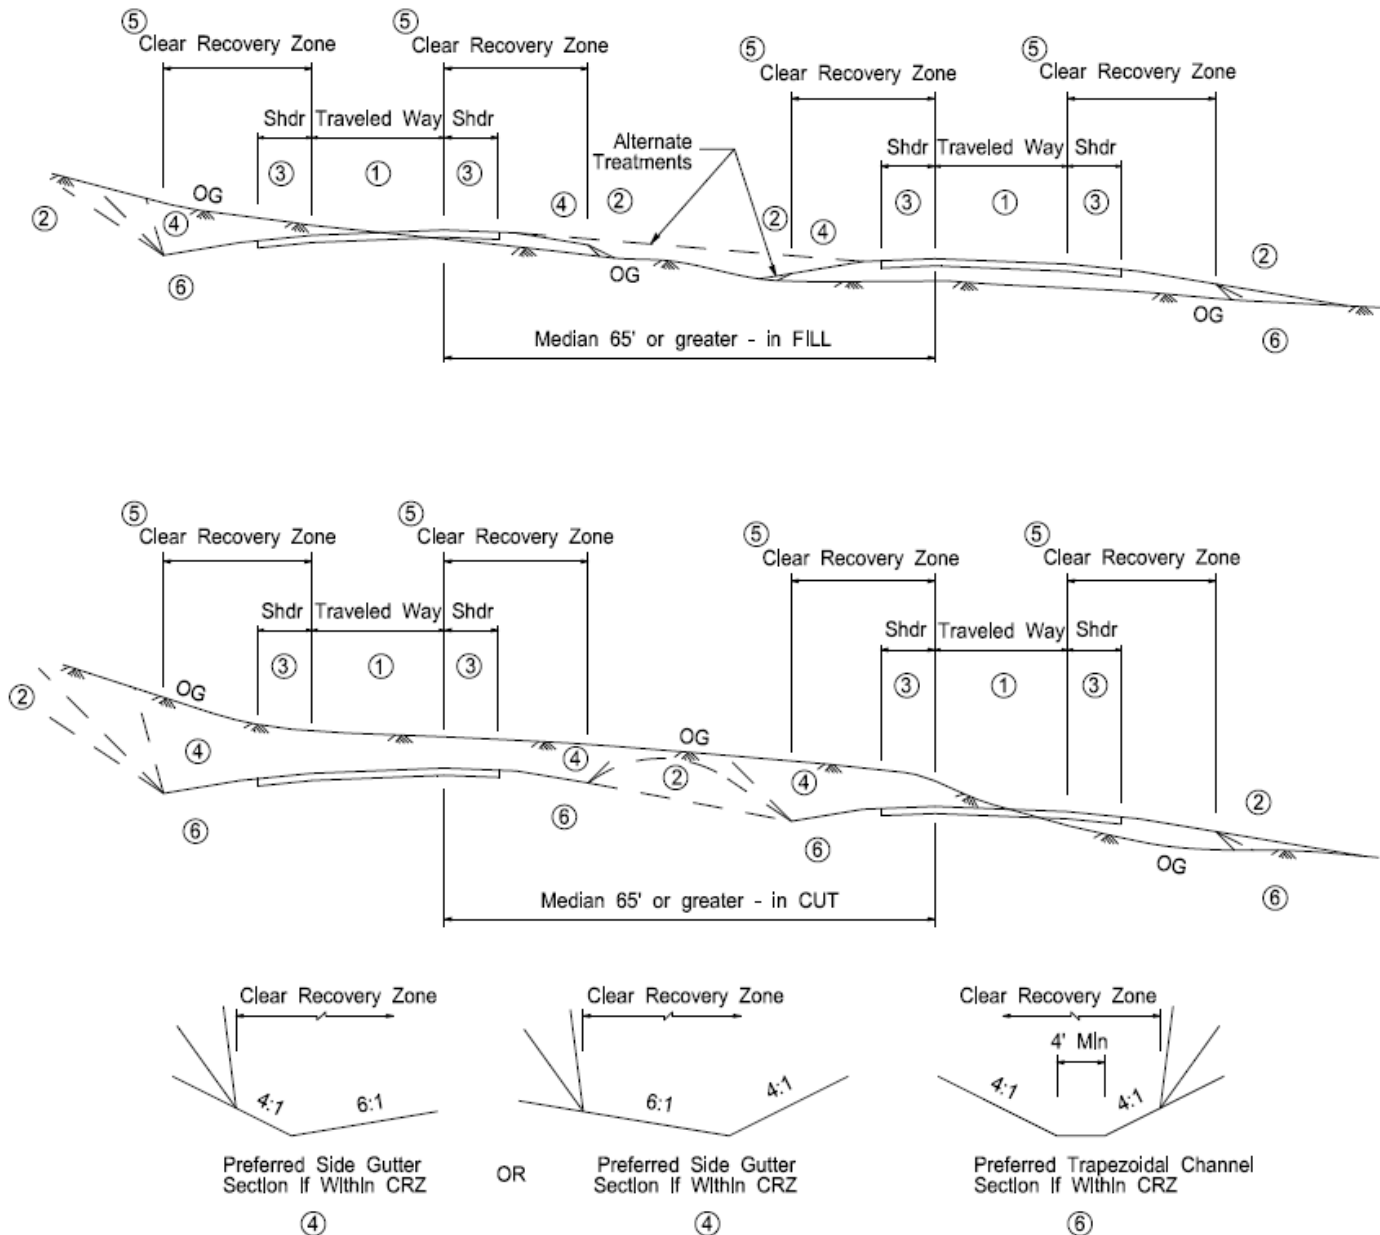 ⑤ ⑤ ⑤ ⑤
Clear Recovery Zone Clear Recovery Zone Clear Recovery Zone Clear Recovery Zone
Shdr Traveled Way Shdr Shdr Traveled Way Shdr
Alternate
Treatments
③ ① ③ ③ ① ③
② ④ OG ④ ② ② ④ ②
⑥ OG OG ⑥
Median 65' or greater - in FILL
⑤ ⑤ ⑤ ⑤
Clear Recovery Zone Clear Recovery Zone Clear Recovery Zone Clear Recovery Zone
Shdr Traveled Way Shdr Shdr Traveled Way Shdr
③ ① ③ ③ ① ③
② OG ④ ④ OG ② ④ ②
⑥ ⑥ ⑥ OG ⑥
Median 65' or greater - in CUT
Clear Recovery Zone Clear Recovery Zone Clear Recovery Zone
4' Min
4:1 6:1 6:1 4:1 4:1 4:1
Preferred Side Gutter
Section If Within CRZ
④
OR
Preferred Side Gutter
Section If Within CRZ
④
Preferred Trapezoidal Channel
Section If Within CRZ
⑥